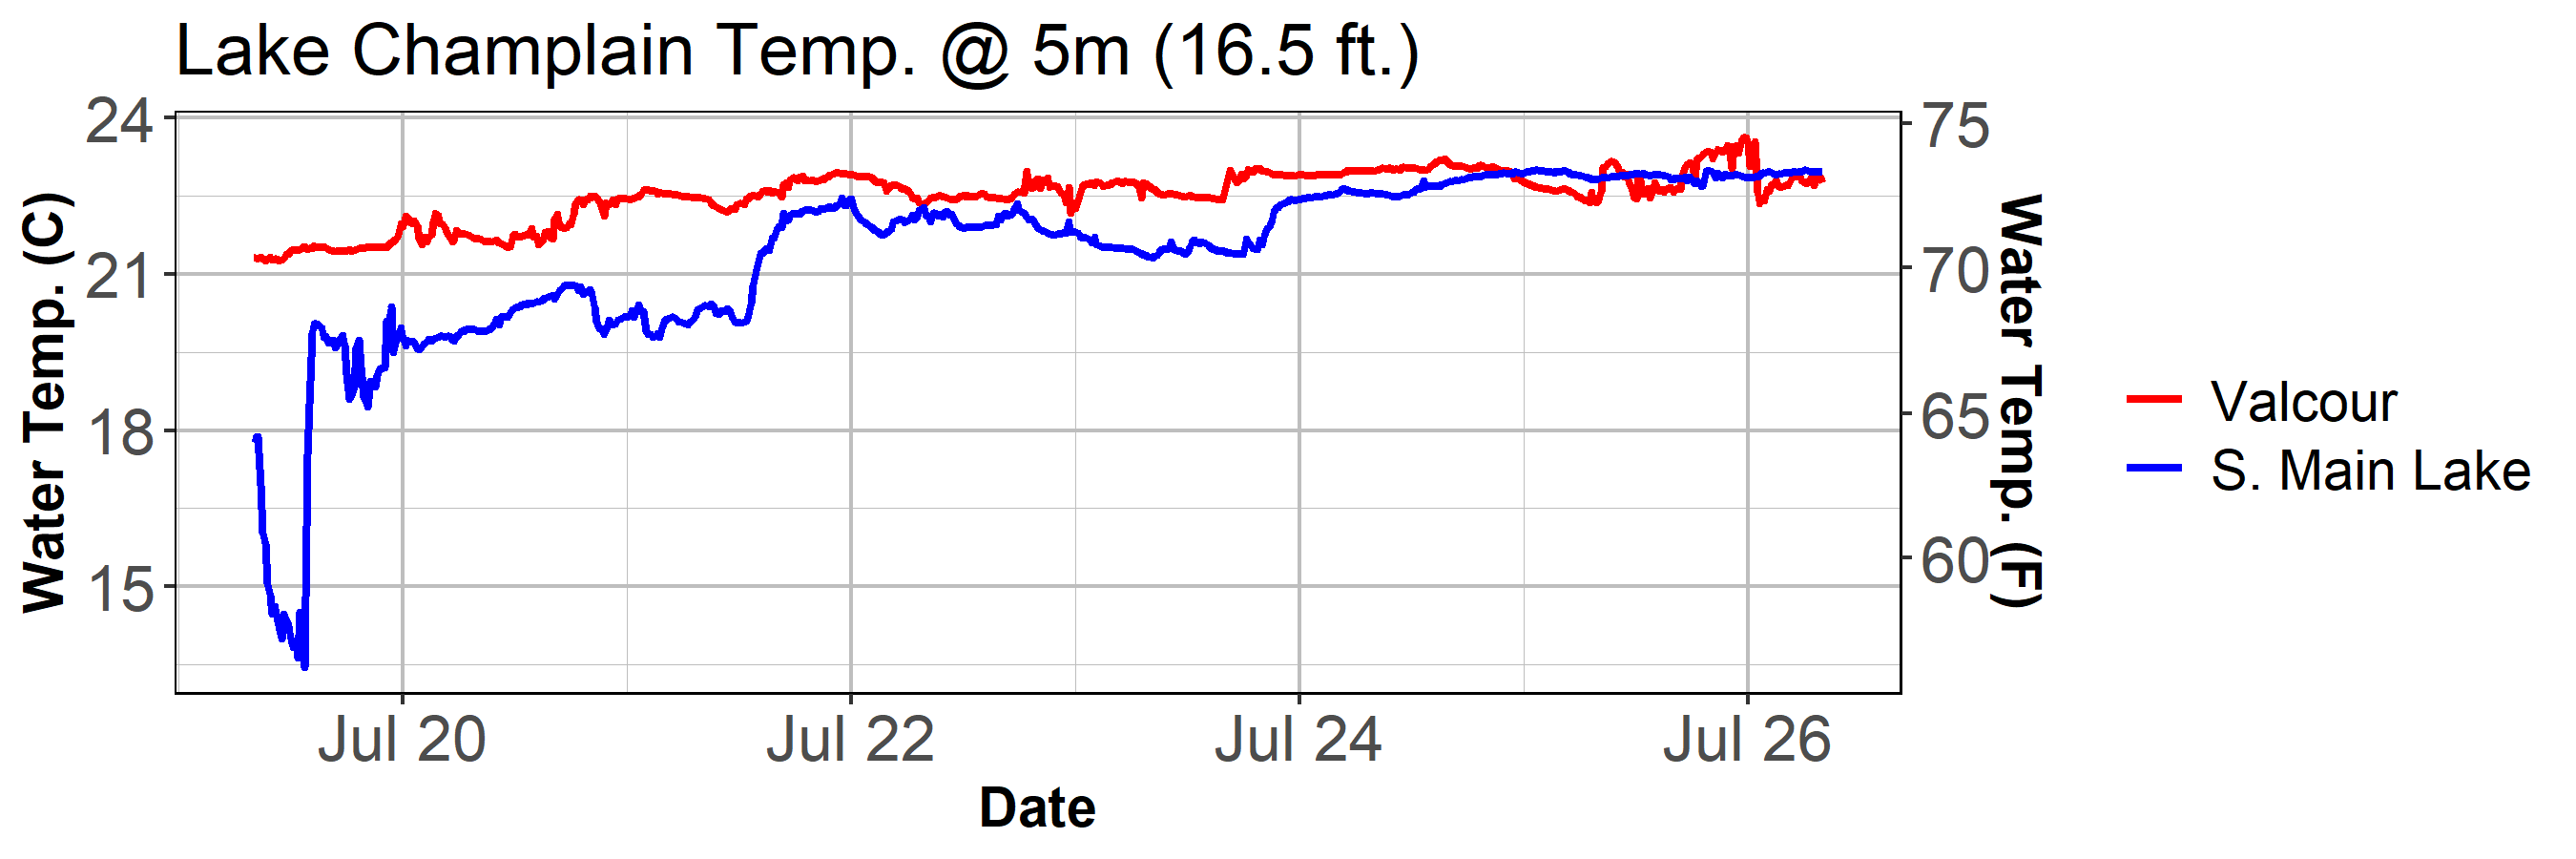 Lake Champlain Temp. @ 5m (16.5 ft.)
Water Temp. (C)
24
21
18
15
75
70
65
60
Water Temp. (F)
Jul 20
Jul 22
Jul 24
Jul 26
Date
Valcour
S. Main Lake